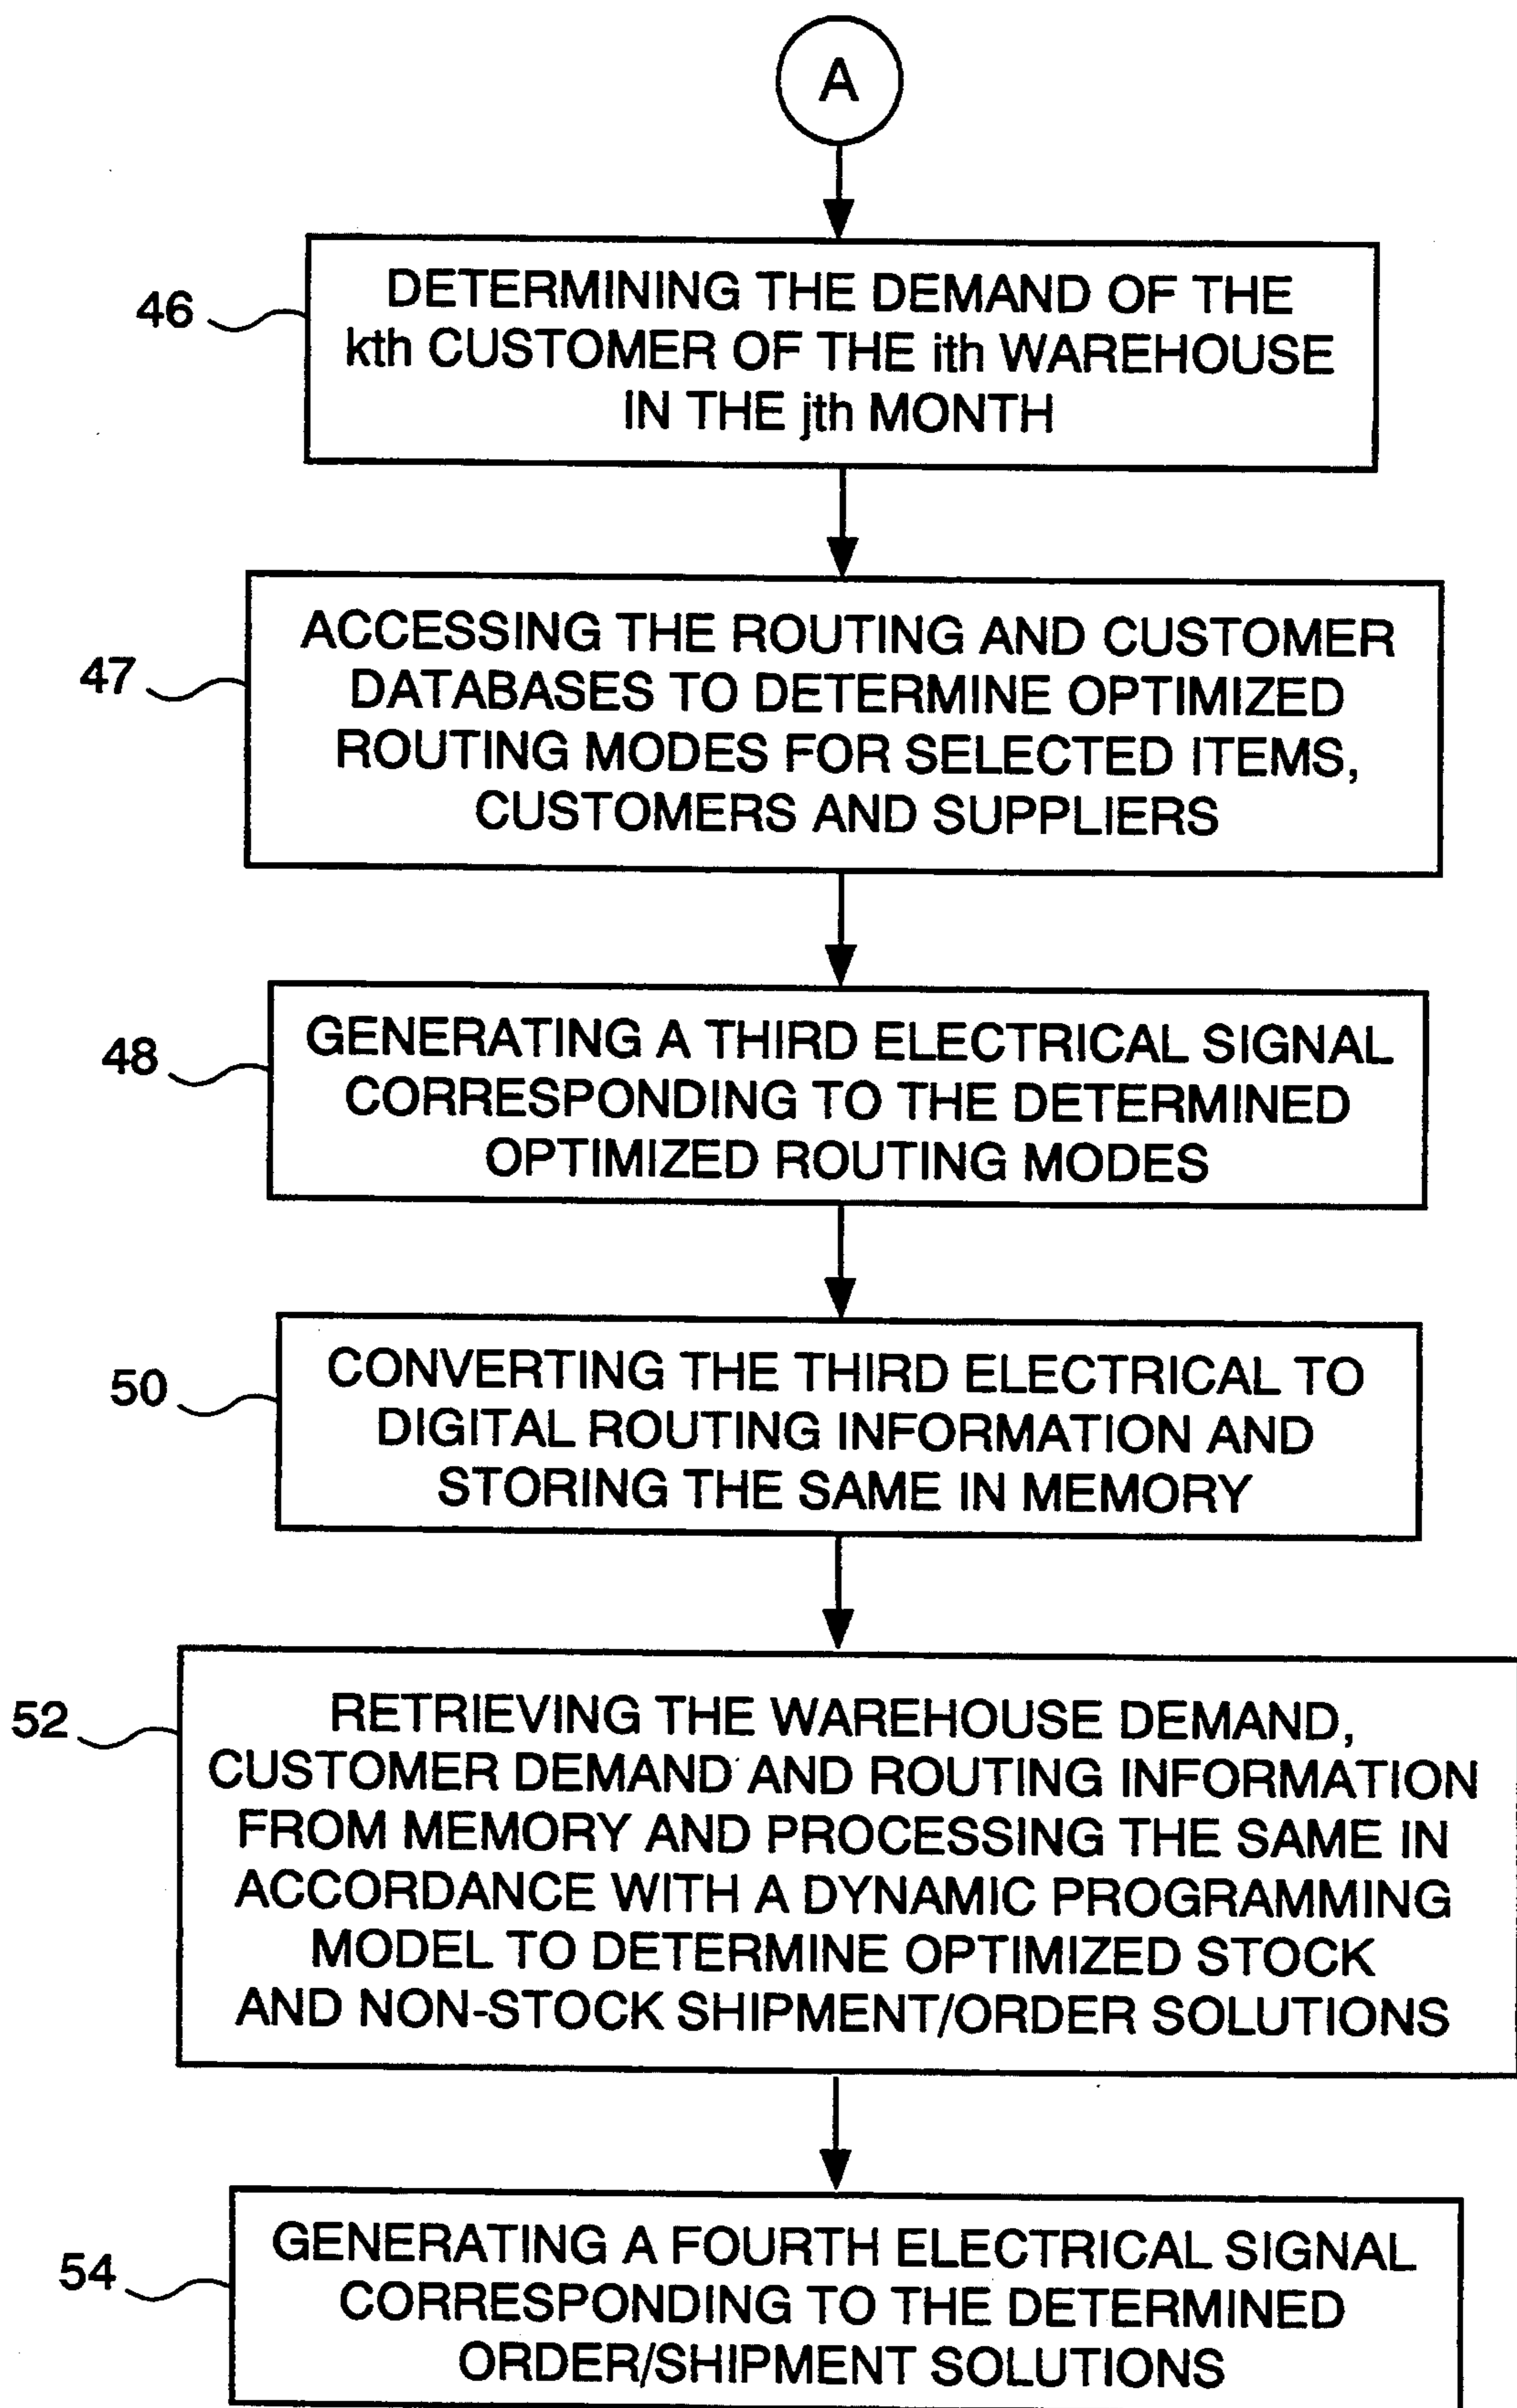 A
46
DETERMINING THE DEMAND OF THE
kth CUSTOMER OF THE ith WAREHOUSE
IN THE jth MONTH
47
ACCESSING THE ROUTING AND CUSTOMER
DATABASES TO DETERMINE OPTIMIZED
ROUTING MODES FOR SELECTED ITEMS,
CUSTOMERS AND SUPPLIERS
48
GENERATING A THIRD ELECTRICAL SIGNAL
CORRESPONDING TO THE DETERMINED
OPTIMIZED ROUTING MODES
50
CONVERTING THE THIRD ELECTRICAL TO
DIGITAL ROUTING INFORMATION AND
STORING THE SAME IN MEMORY
52
RETRIEVING THE WAREHOUSE DEMAND,
CUSTOMER DEMAND AND ROUTING INFORMATION
FROM MEMORY AND PROCESSING THE SAME IN
ACCORDANCE WITH A DYNAMIC PROGRAMMING
MODEL TO DETERMINE OPTIMIZED STOCK
AND NON-STOCK SHIPMENT/ORDER SOLUTIONS
54
GENERATING A FOURTH ELECTRICAL SIGNAL
CORRESPONDING TO THE DETERMINED
ORDER/SHIPMENT SOLUTIONS